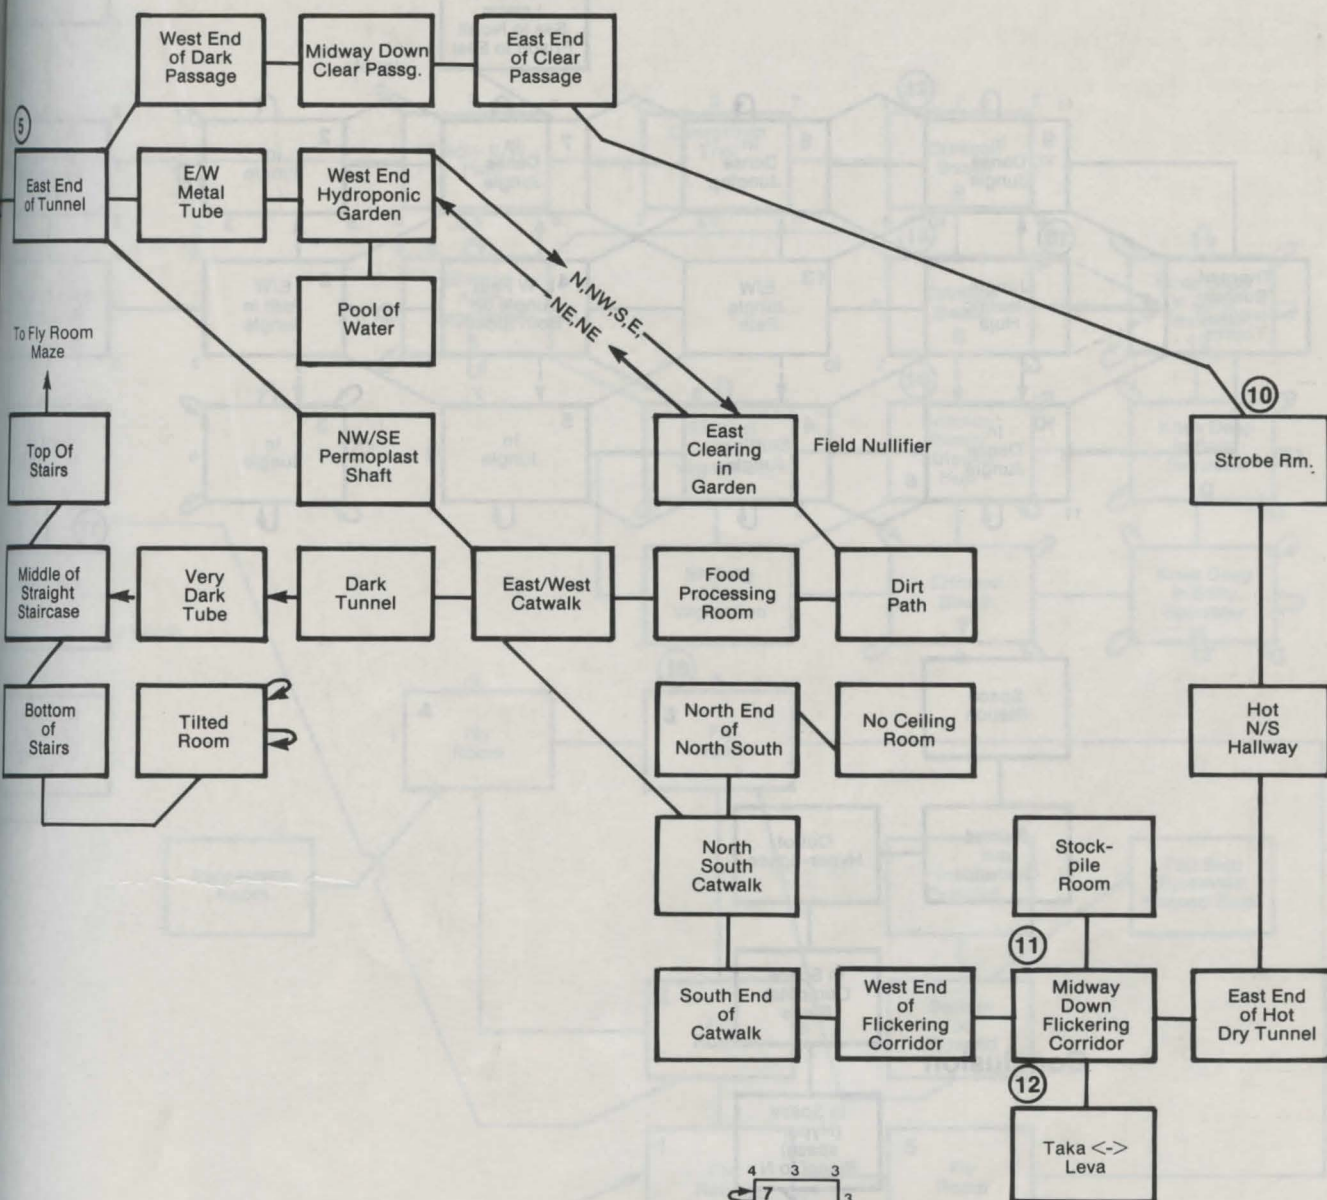 West End
of Dark
Passage
Midway Down
Clear Passg.
East End
of Clear
Passage
5
East End
of Tunnel
E/W
Metal
Tube
West End
Hydroponic
Garden
Pool of
Water
N,NW,S,E,
NE,NE
To Fly Room
Maze
Top Of
Stairs
NW/SE
Permoplast
Shaft
East
Clearing
in
Garden
Field Nullifier
10
Strobe Rm.
Middle of
Straight
Staircase
Very
Dark
Tube
Dark
Tunnel
East/West
Catwalk
Food
Processing
Room
Dirt
Path
Bottom
of
Stairs
Tilted
Room
North End
of
North South
No Ceiling
Room
Hot
N/S
Hallway
North
South
Catwalk
Stock-
pile
Room
11
South End
of
Catwalk
West End
of
Flickering
Corridor
Midway
Down
Flickering
Corridor
East End
of Hot
Dry Tunnel
12
Taka <->
Leva
4 3 3
7
3